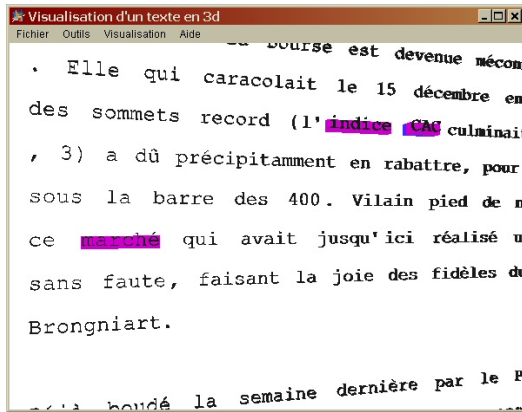 Visualisation d'un texte en 3d
Fichier Outils Visualisation Aide
bourse est devenue
. Elle qui caracolait le 15 décembre
des sommets record (l'indice CAC culminait
, 3) a dû précipitamment en rabattre, pour
sous la barre des 400. Vilain pied de
ce marché qui avait jusqu'ici réalisé
sans faute, faisant la joie des fidèles du
Brongniart.
boudé la semaine dernière par le